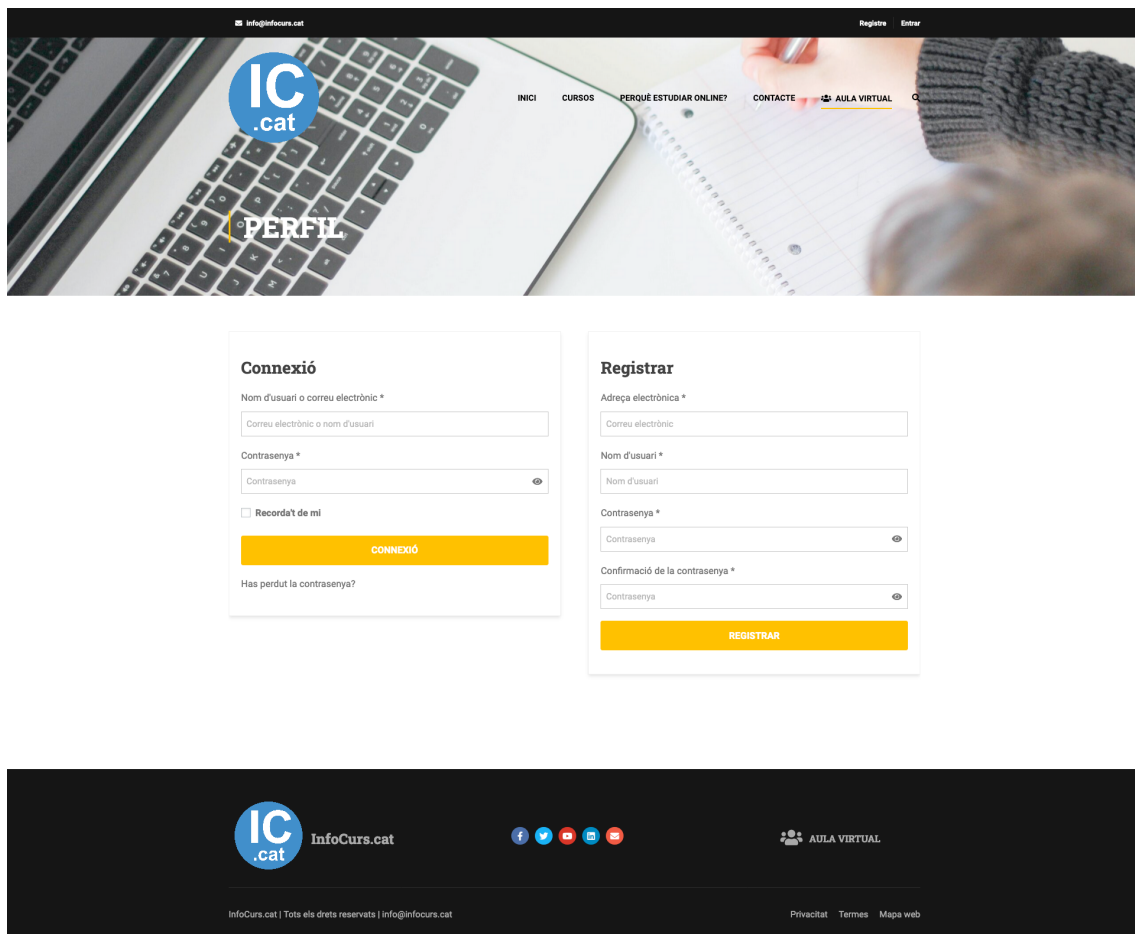 info@infocurs.cat
Registre Entrar
IC
.cat
INICI CURSOS PERQUÈ ESTUDIAR ONLINE? CONTACTE AULA VIRTUAL
PERFIL
Connexió
Nom d'usuari o correu electrònic *
Correu electrònic o nom d'usuari
Contrasenya *
Contrasenya
Recorda't de mi
CONNEXIÓ
Has perdut la contrasenya?
Registrar
Adreça electrònica *
Correu electrònic
Nom d'usuari *
Nom d'usuari
Contrasenya *
Contrasenya
Confirmació de la contrasenya *
Contrasenya
REGISTRAR
IC
.cat
InfoCurs.cat
AULA VIRTUAL
InfoCurs.cat | Tots els drets reservats | info@infocurs.cat
Privacitat Termes Mapa web